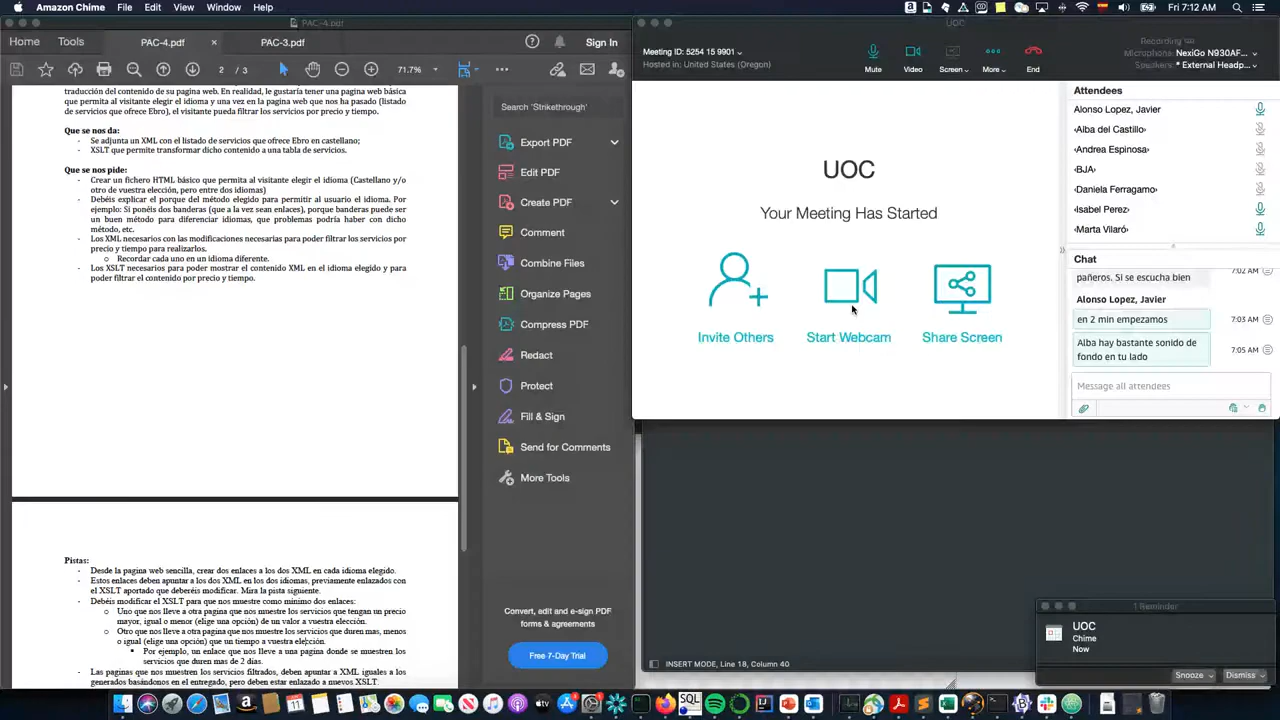 Amazon Chime File Edit View Window Help
Fri 7:12 AM
PAC-4.pdf
Home Tools PAC-4.pdf × PAC-3.pdf Sign In
2 / 3 71.7%
traducción del contenido de su pagina web. En realidad, le gustaría tener una pagina web básica
que permita al visitante elegir el idioma y una vez en la pagina web que nos ha pasado (listado
de servicios que ofrece Ebro), el visitante pueda filtrar los servicios por precio y tiempo.
Que se nos da:
- Se adjunta un XML con el listado de servicios que ofrece Ebro en castellano;
- XSLT que permite transformar dicho contenido a una tabla de servicios.
Que se nos pide:
- Crear un fichero HTML básico que permita al visitante elegir el idioma (Castellano y/o
otro de vuestra elección, pero entre dos idiomas)
- Debéis explicar el porque del método elegido para permitir al usuario el idioma. Por
ejemplo: Si ponéis dos banderas (que a la vez sean enlaces), porque banderas puede ser
un buen método para diferenciar idiomas, que problemas podría haber con dicho
método, etc.
- Los XML necesarios con las modificaciones necesarias para poder filtrar los servicios por
precio y tiempo para realizarlos.
o Recordar cada uno en un idioma diferente.
- Los XSLT necesarios para poder mostrar el contenido XML en el idioma elegido y para
poder filtrar el contenido por precio y tiempo.
Pistas:
- Desde la pagina web sencilla, crear dos enlaces a los dos XML en cada idioma elegido.
- Estos enlaces deben apuntar a los dos XML en los dos idiomas, previamente enlazados con
el XSLT aportado que deberéis modificar. Mira la pista siguiente.
- Debéis modificar el XSLT para que nos muestre como mínimo dos enlaces:
o Uno que nos lleve a otra pagina que nos muestre los servicios que tengan un precio
mayor, igual o menor (elige una opción) de un valor a vuestra elección.
o Otro que nos lleve a otra pagina que nos muestre los servicios que duren mas, menos
o igual (elige una opción) que un tiempo a vuestra elección.
▪ Por ejemplo, un enlace que nos lleve a una pagina donde se muestren los
servicios que duren mas de 2 días.
- Las paginas que nos muestren los servicios filtrados, deben apuntar a XML iguales a los
generados basándonos en el entregado, pero deben estar enlazado a nuevos XSLT.
Search 'Strikethrough'
Export PDF
Edit PDF
Create PDF
Comment
Combine Files
Organize Pages
Compress PDF
Redact
Protect
Fill & Sign
Send for Comments
More Tools
Convert, edit and e-sign PDF
forms & agreements
Free 7-Day Trial
UOC
Meeting ID: 5254 15 9901
Hosted in: United States (Oregon)
Mute Video Screen More End
Microphone: NexiGo N930AF...
Speakers: * External Headp...
UOC
Your Meeting Has Started
Invite Others Start Webcam Share Screen
Attendees
Alonso Lopez, Javier
‹Alba del Castillo›
‹Andrea Espinosa›
‹BJA›
‹Daniela Ferragamo›
‹Isabel Perez›
‹Marta Vilaró›
Chat
pañeros. Si se escucha bien 7:02 AM
Alonso Lopez, Javier
en 2 min empezamos 7:03 AM
Alba hay bastante sonido de
fondo en tu lado 7:05 AM
Message all attendees
INSERT MODE, Line 18, Column 40
1 Reminder
UOC
Chime
Now
Snooze Dismiss
SQL